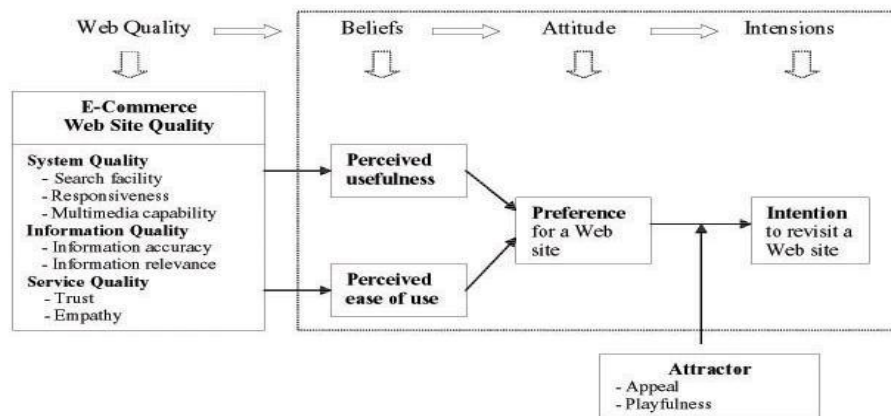 Web Quality
Beliefs
Attitude
Intensions
E-Commerce
Web Site Quality
System Quality
- Search facility
- Responsiveness
- Multimedia capability
Information Quality
- Information accuracy
- Information relevance
Service Quality
- Trust
- Empathy
Perceived
usefulness
Perceived
ease of use
Preference
for a Web
site
Intention
to revisit a
Web site
Attractor
- Appeal
- Playfulness